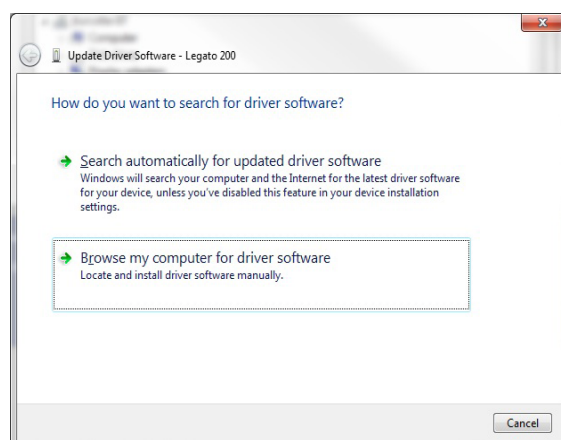 Computer
Update Driver Software - Legato 200
How do you want to search for driver software?
Search automatically for updated driver software
Windows will search your computer and the Internet for the latest driver software
for your device, unless you've disabled this feature in your device installation
settings.
Browse my computer for driver software
Locate and install driver software manually.
Cancel